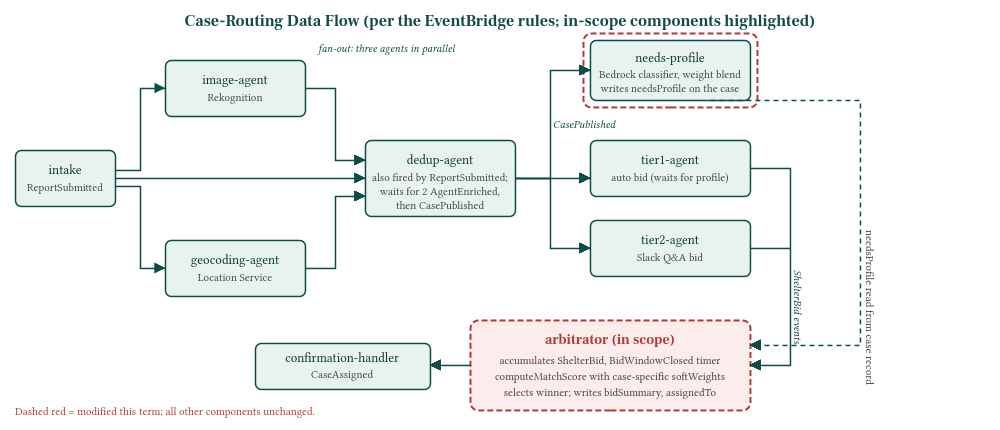 Case-Routing Data Flow (per the EventBridge rules; in-scope components highlighted)
fan-out: three agents in parallel
image-agent
Rekognition
needs-profile
Bedrock classifier, weight blend
writes needsProfile on the case
CasePublished
intake
ReportSubmitted
dedup-agent
also fired by ReportSubmitted;
waits for 2 AgentEnriched,
then CasePublished
tier1-agent
auto bid (waits for profile)
geocoding-agent
Location Service
tier2-agent
Slack Q&A bid
ShelterBid events
needsProfile read from case record
confirmation-handler
CaseAssigned
arbitrator (in scope)
accumulates ShelterBid, BidWindowClosed timer
computeMatchScore with case-specific softWeights
selects winner; writes bidSummary, assignedTo
Dashed red = modified this term; all other components unchanged.